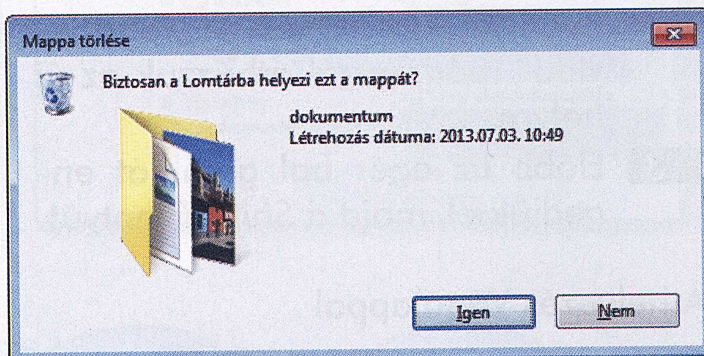 Mappa törlése
Biztosan a Lomtárba helyezi ezt a mappát?
dokumentum
Létrehozás dátuma: 2013.07.03. 10:49
Igen
Nem